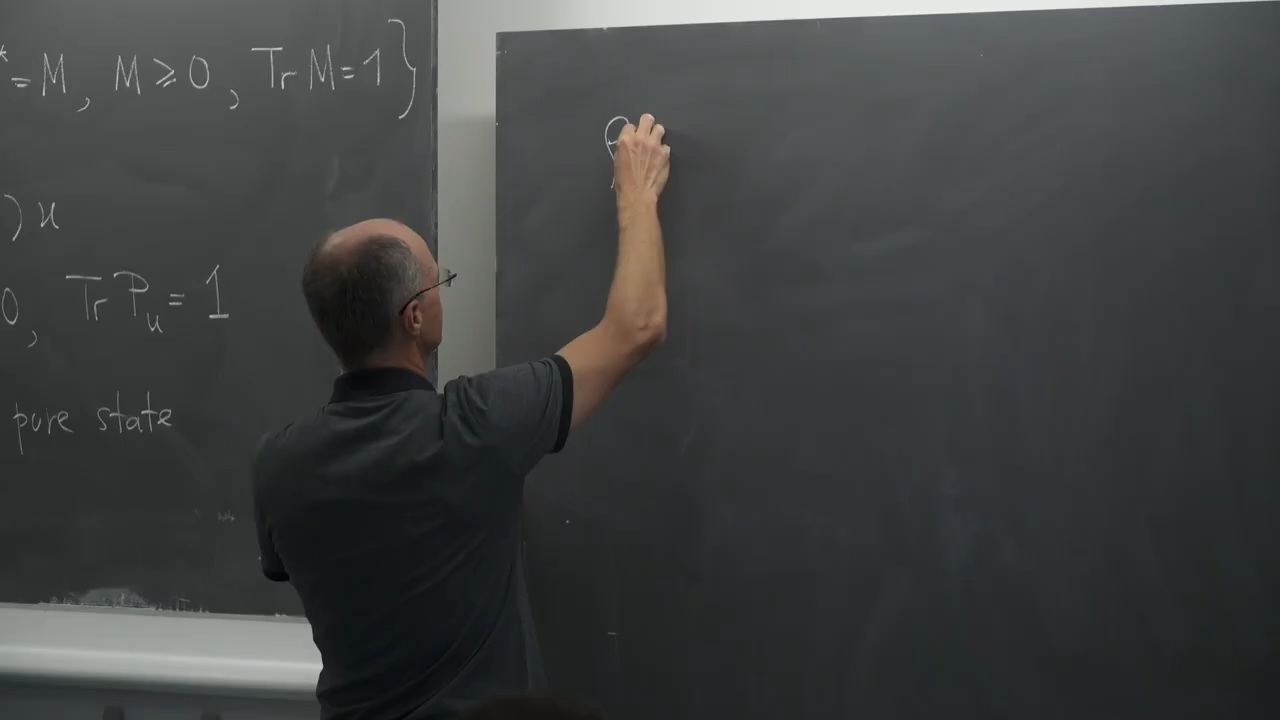 *=M, M ≥ 0, Tr M = 1}
) u
0, Tr P_u = 1
pure state